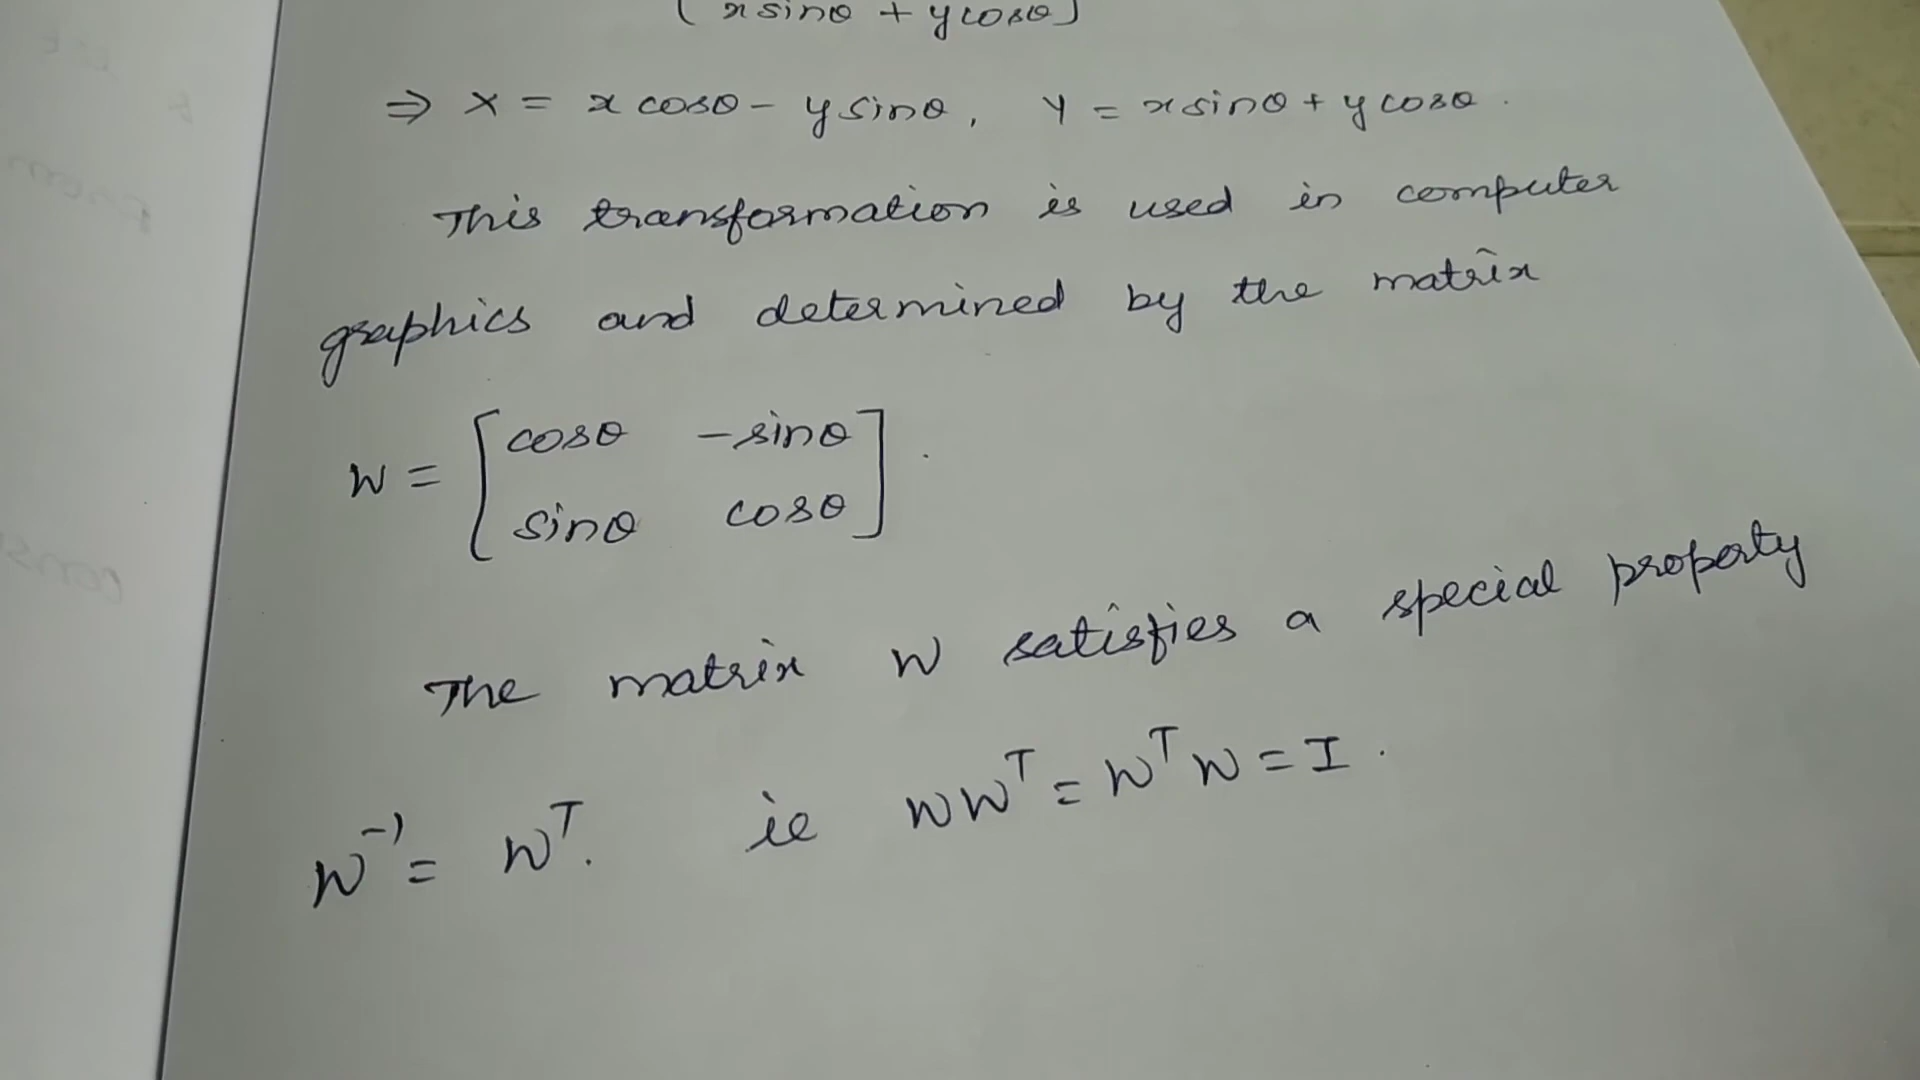 (x sinθ + y cosθ)
⇒ X = x cosθ - y sinθ, Y = x sinθ + y cosθ.
This transformation is used in computer
graphics and determined by the matrix
W = [cosθ -sinθ
sinθ cosθ].
The matrix W satisfies a special property
W⁻¹ = Wᵀ. ie WWᵀ = WᵀW = I.